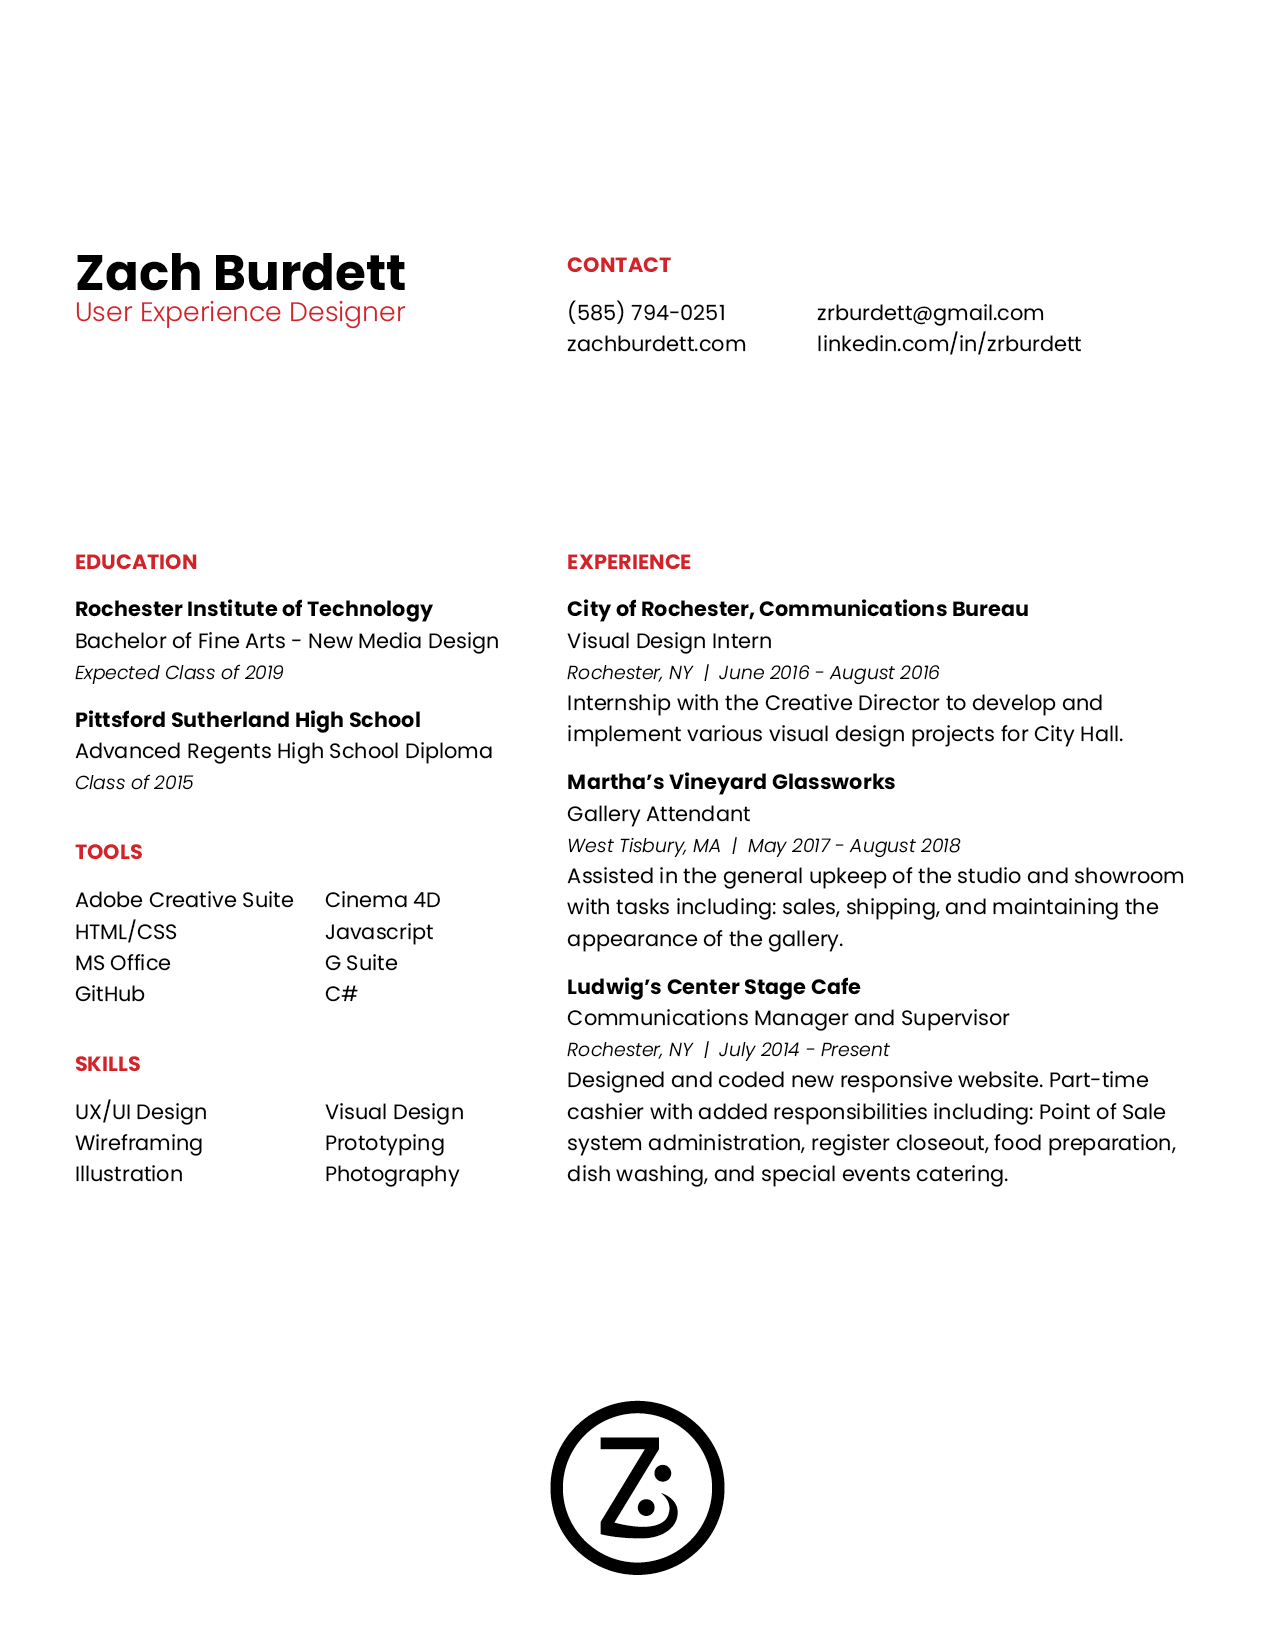 Zach Burdett
User Experience Designer
CONTACT
(585) 794-0251
zrburdett@gmail.com
zachburdett.com
linkedin.com/in/zrburdett
EDUCATION
Rochester Institute of Technology
Bachelor of Fine Arts - New Media Design
Expected Class of 2019
Pittsford Sutherland High School
Advanced Regents High School Diploma
Class of 2015
TOOLS
Adobe Creative Suite
Cinema 4D
HTML/CSS
Javascript
MS Office
G Suite
GitHub
C#
SKILLS
UX/UI Design
Visual Design
Wireframing
Prototyping
Illustration
Photography
EXPERIENCE
City of Rochester, Communications Bureau
Visual Design Intern
Rochester, NY | June 2016 - August 2016
Internship with the Creative Director to develop and
implement various visual design projects for City Hall.
Martha’s Vineyard Glassworks
Gallery Attendant
West Tisbury, MA | May 2017 - August 2018
Assisted in the general upkeep of the studio and showroom
with tasks including: sales, shipping, and maintaining the
appearance of the gallery.
Ludwig’s Center Stage Cafe
Communications Manager and Supervisor
Rochester, NY | July 2014 - Present
Designed and coded new responsive website. Part-time
cashier with added responsibilities including: Point of Sale
system administration, register closeout, food preparation,
dish washing, and special events catering.